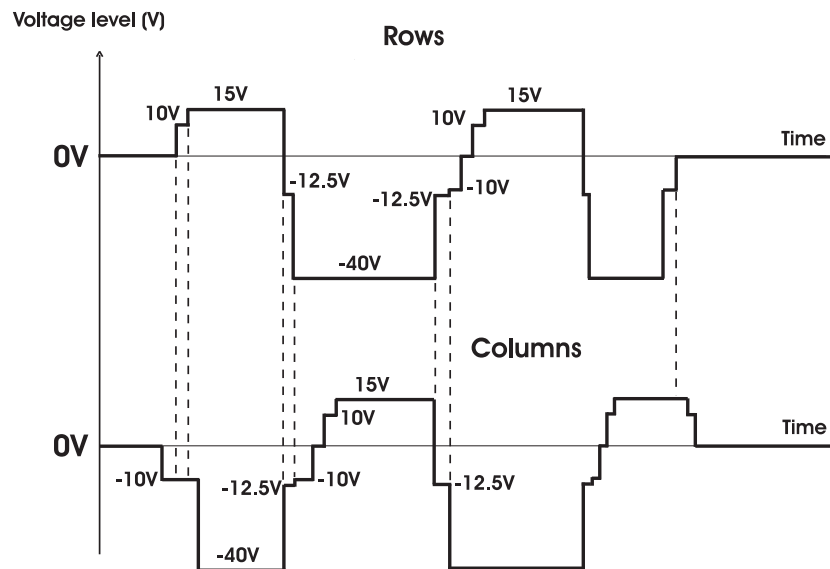 Voltage level (V)
Rows
15V
15V
10V
10V
Time
0V
-12.5V
-12.5V
-10V
-40V
Columns
15V
10V
Time
0V
-10V
-12.5V
-10V
-12.5V
-40V